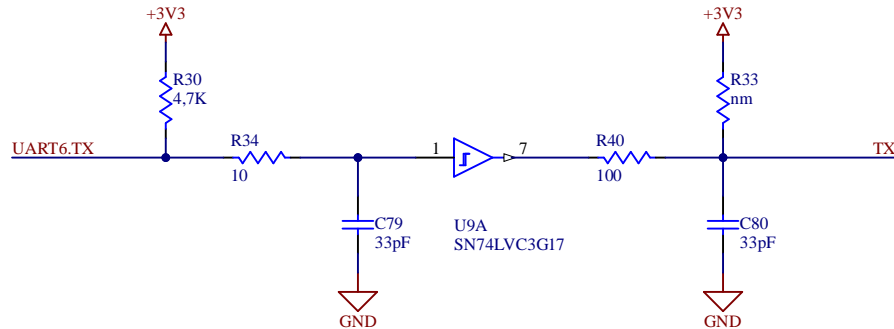 +3V3
+3V3
R30
4,7K
R33
nm
UART6.TX
R34
10
1
7
R40
100
TX
C79
33pF
U9A
SN74LVC3G17
C80
33pF
GND
GND